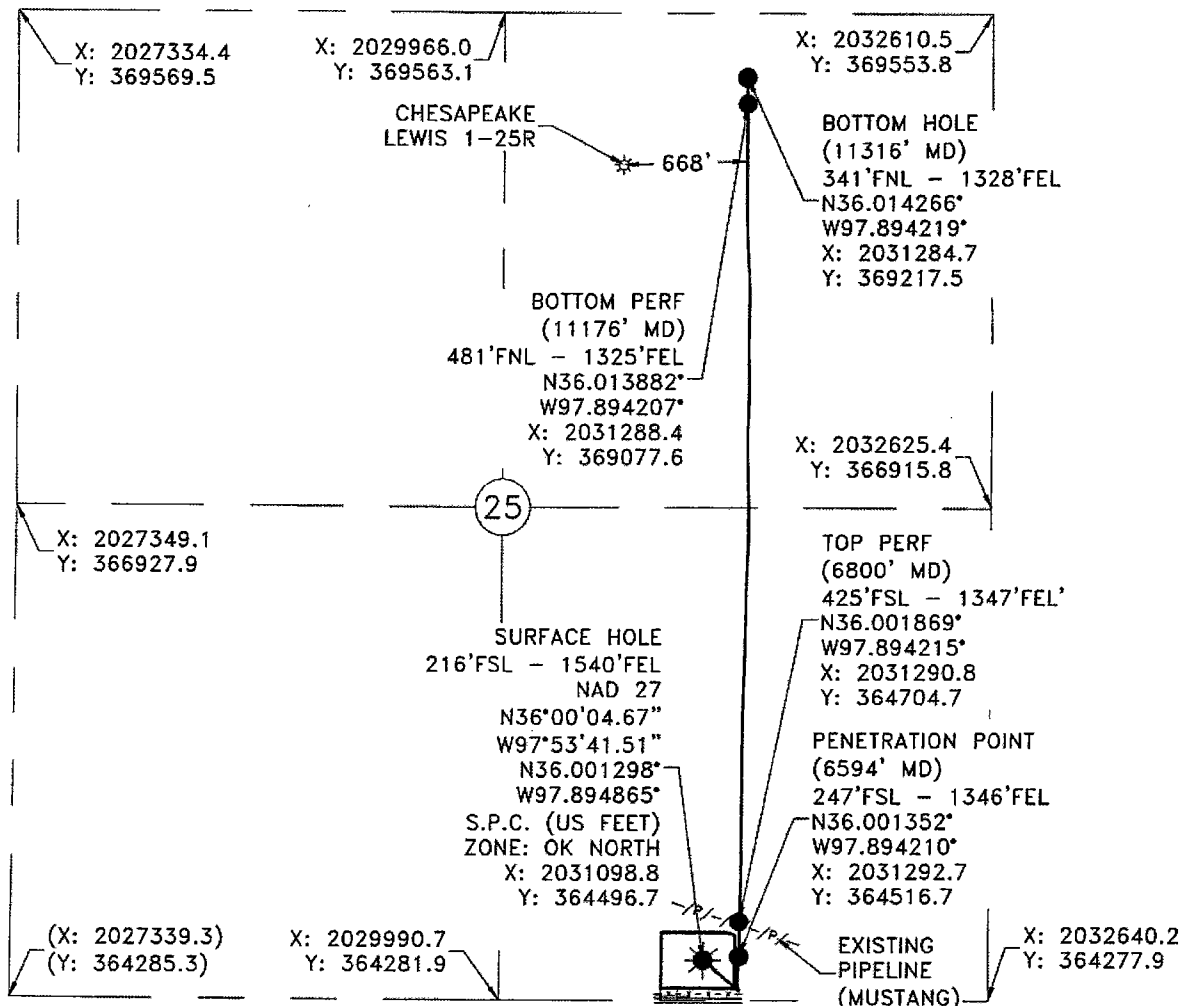 X: 2027334.4
Y: 369569.5
X: 2029966.0
Y: 369563.1
X: 2032610.5
Y: 369553.8
CHESAPEAKE
LEWIS 1-25R
668'
BOTTOM HOLE
(11316' MD)
341'FNL - 1328'FEL
N36.014266°
W97.894219°
X: 2031284.7
Y: 369217.5
BOTTOM PERF
(11176' MD)
481'FNL - 1325'FEL
N36.013882°
W97.894207°
X: 2031288.4
Y: 369077.6
X: 2032625.4
Y: 366915.8
25
X: 2027349.1
Y: 366927.9
TOP PERF
(6800' MD)
425'FSL - 1347'FEL'
N36.001869°
W97.894215°
X: 2031290.8
Y: 364704.7
SURFACE HOLE
216'FSL - 1540'FEL
NAD 27
N36°00'04.67"
W97°53'41.51"
N36.001298°
W97.894865°
S.P.C. (US FEET)
ZONE: OK NORTH
X: 2031098.8
Y: 364496.7
PENETRATION POINT
(6594' MD)
247'FSL - 1346'FEL
N36.001352°
W97.894210°
X: 2031292.7
Y: 364516.7
(X: 2027339.3)
(Y: 364285.3)
X: 2029990.7
Y: 364281.9
EXISTING
PIPELINE
(MUSTANG)
X: 2032640.2
Y: 364277.9